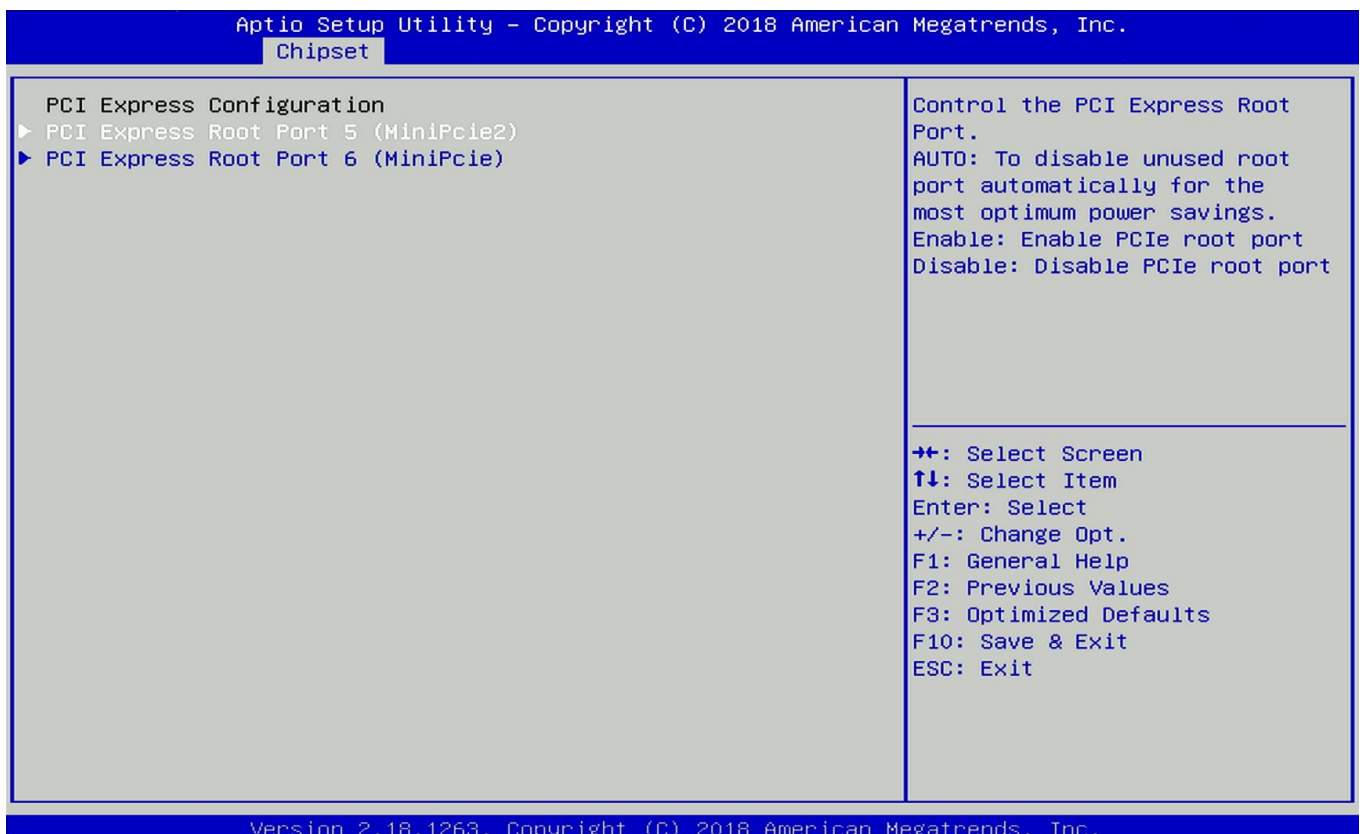 Aptio Setup Utility – Copyright (C) 2018 American Megatrends, Inc.
Chipset
PCI Express Configuration
▶ PCI Express Root Port 5 (MiniPcie2)
▶ PCI Express Root Port 6 (MiniPcie)
Control the PCI Express Root
Port.
AUTO: To disable unused root
port automatically for the
most optimum power savings.
Enable: Enable PCIe root port
Disable: Disable PCIe root port
→←: Select Screen
↑↓: Select Item
Enter: Select
+/-: Change Opt.
F1: General Help
F2: Previous Values
F3: Optimized Defaults
F10: Save & Exit
ESC: Exit
Version 2.18.1263. Copyright (C) 2018 American Megatrends, Inc.